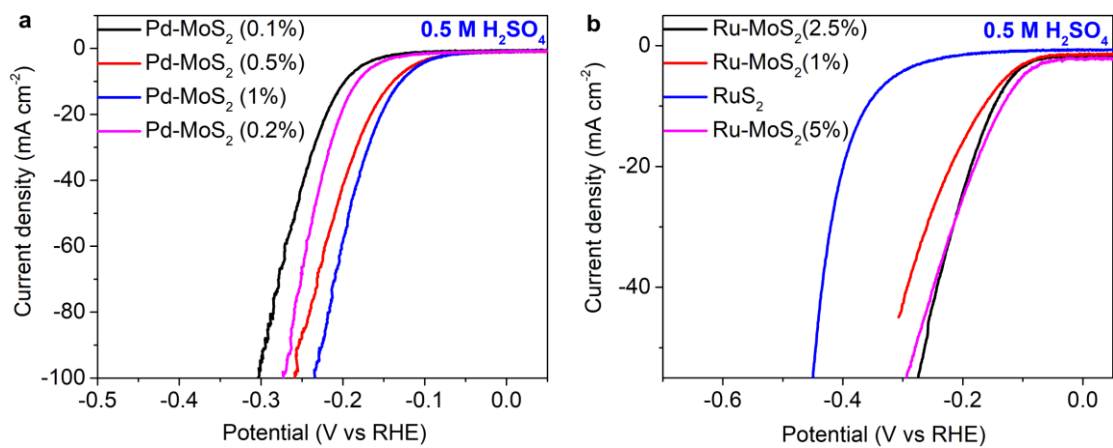 a
0.5 M H₂SO₄
Pd-MoS₂ (0.1%)
Pd-MoS₂ (0.5%)
Pd-MoS₂ (1%)
Pd-MoS₂ (0.2%)
0
-20
-40
-60
-80
-100
Current density (mA cm⁻²)
-0.5 -0.4 -0.3 -0.2 -0.1 0.0
Potential (V vs RHE)
b
0.5 M H₂SO₄
Ru-MoS₂(2.5%)
Ru-MoS₂(1%)
RuS₂
Ru-MoS₂(5%)
0
-20
-40
Current density (mA cm⁻²)
-0.6 -0.4 -0.2 0.0
Potential (V vs RHE)